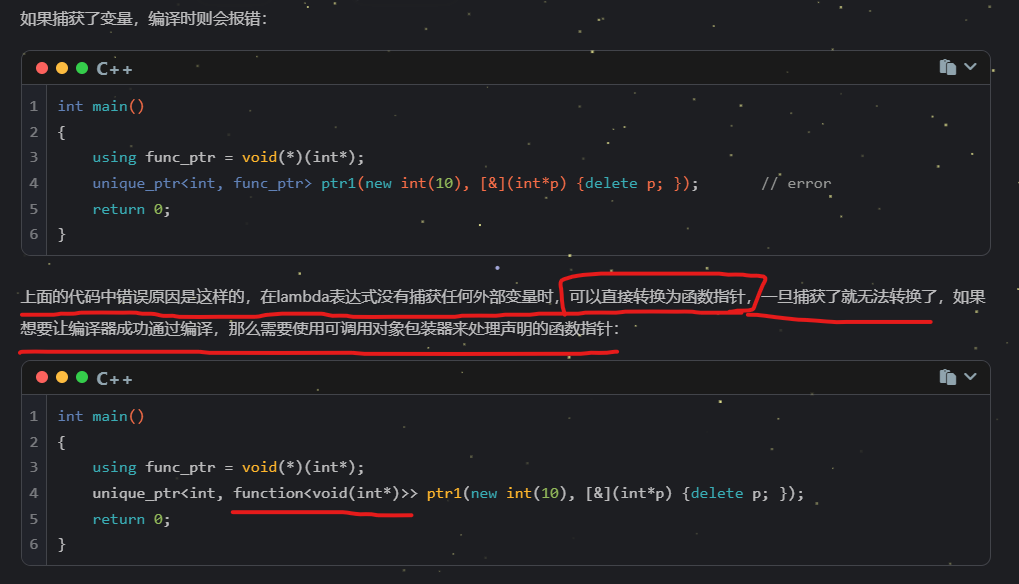 如果捕获了变量，编译时则会报错：
C++
1 int main()
2 {
3     using func_ptr = void(*)(int*);
4     unique_ptr<int, func_ptr> ptr1(new int(10), [&](int*p) {delete p; });        // error
5     return 0;
6 }
上面的代码中错误原因是这样的，在lambda表达式没有捕获任何外部变量时，可以直接转换为函数指针，一旦捕获了就无法转换了，如果
想要让编译器成功通过编译，那么需要使用可调用对象包装器来处理声明的函数指针：
C++
1 int main()
2 {
3     using func_ptr = void(*)(int*);
4     unique_ptr<int, function<void(int*)>> ptr1(new int(10), [&](int*p) {delete p; });
5     return 0;
6 }